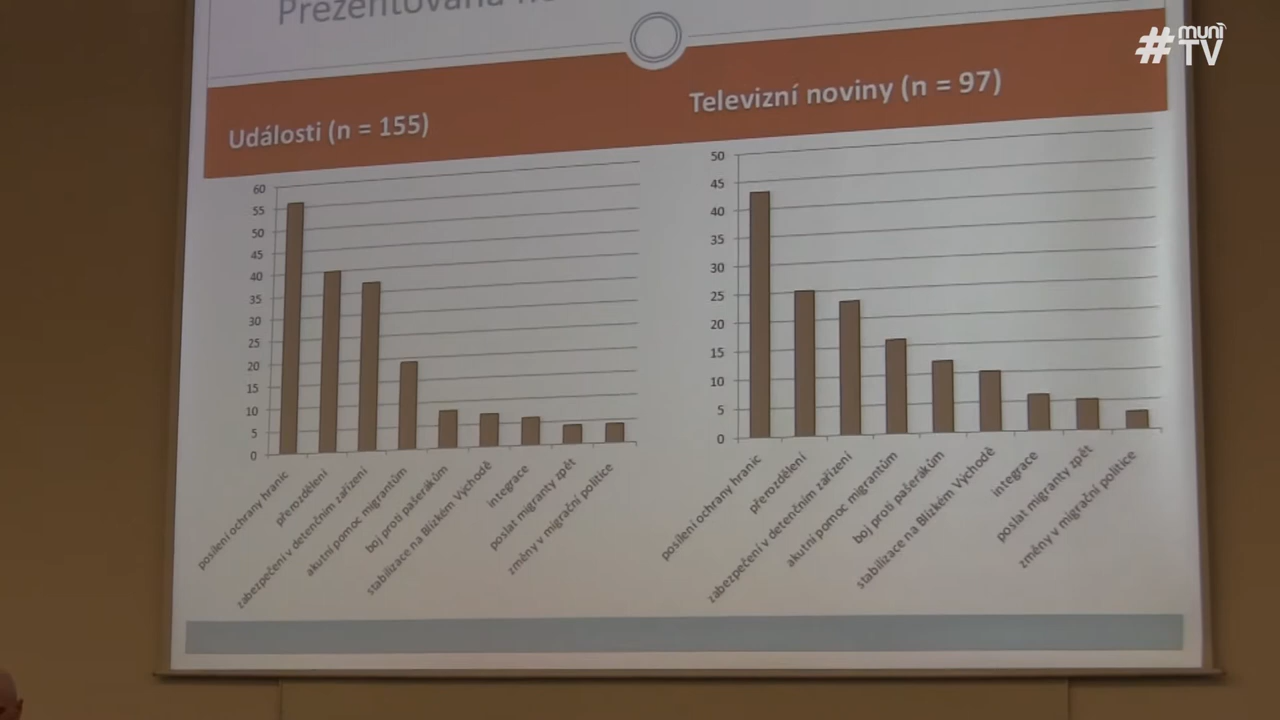 Prezentovaná
# muni TV
Události (n = 155)
Televizní noviny (n = 97)
60
55
50
45
40
35
30
25
20
15
10
5
0
posílení ochrany hranic
přerozdělení
zabezpečení v detenčním zařízení
akutní pomoc migrantům
boj proti pašerákům
stabilizace na Blízkém Východě
integrace
poslat migranty zpět
změny v migrační politice
50
45
40
35
30
25
20
15
10
5
0
posílení ochrany hranic
přerozdělení
zabezpečení v detenčním zařízení
akutní pomoc migrantům
boj proti pašerákům
stabilizace na Blízkém Východě
integrace
poslat migranty zpět
změny v migrační politice